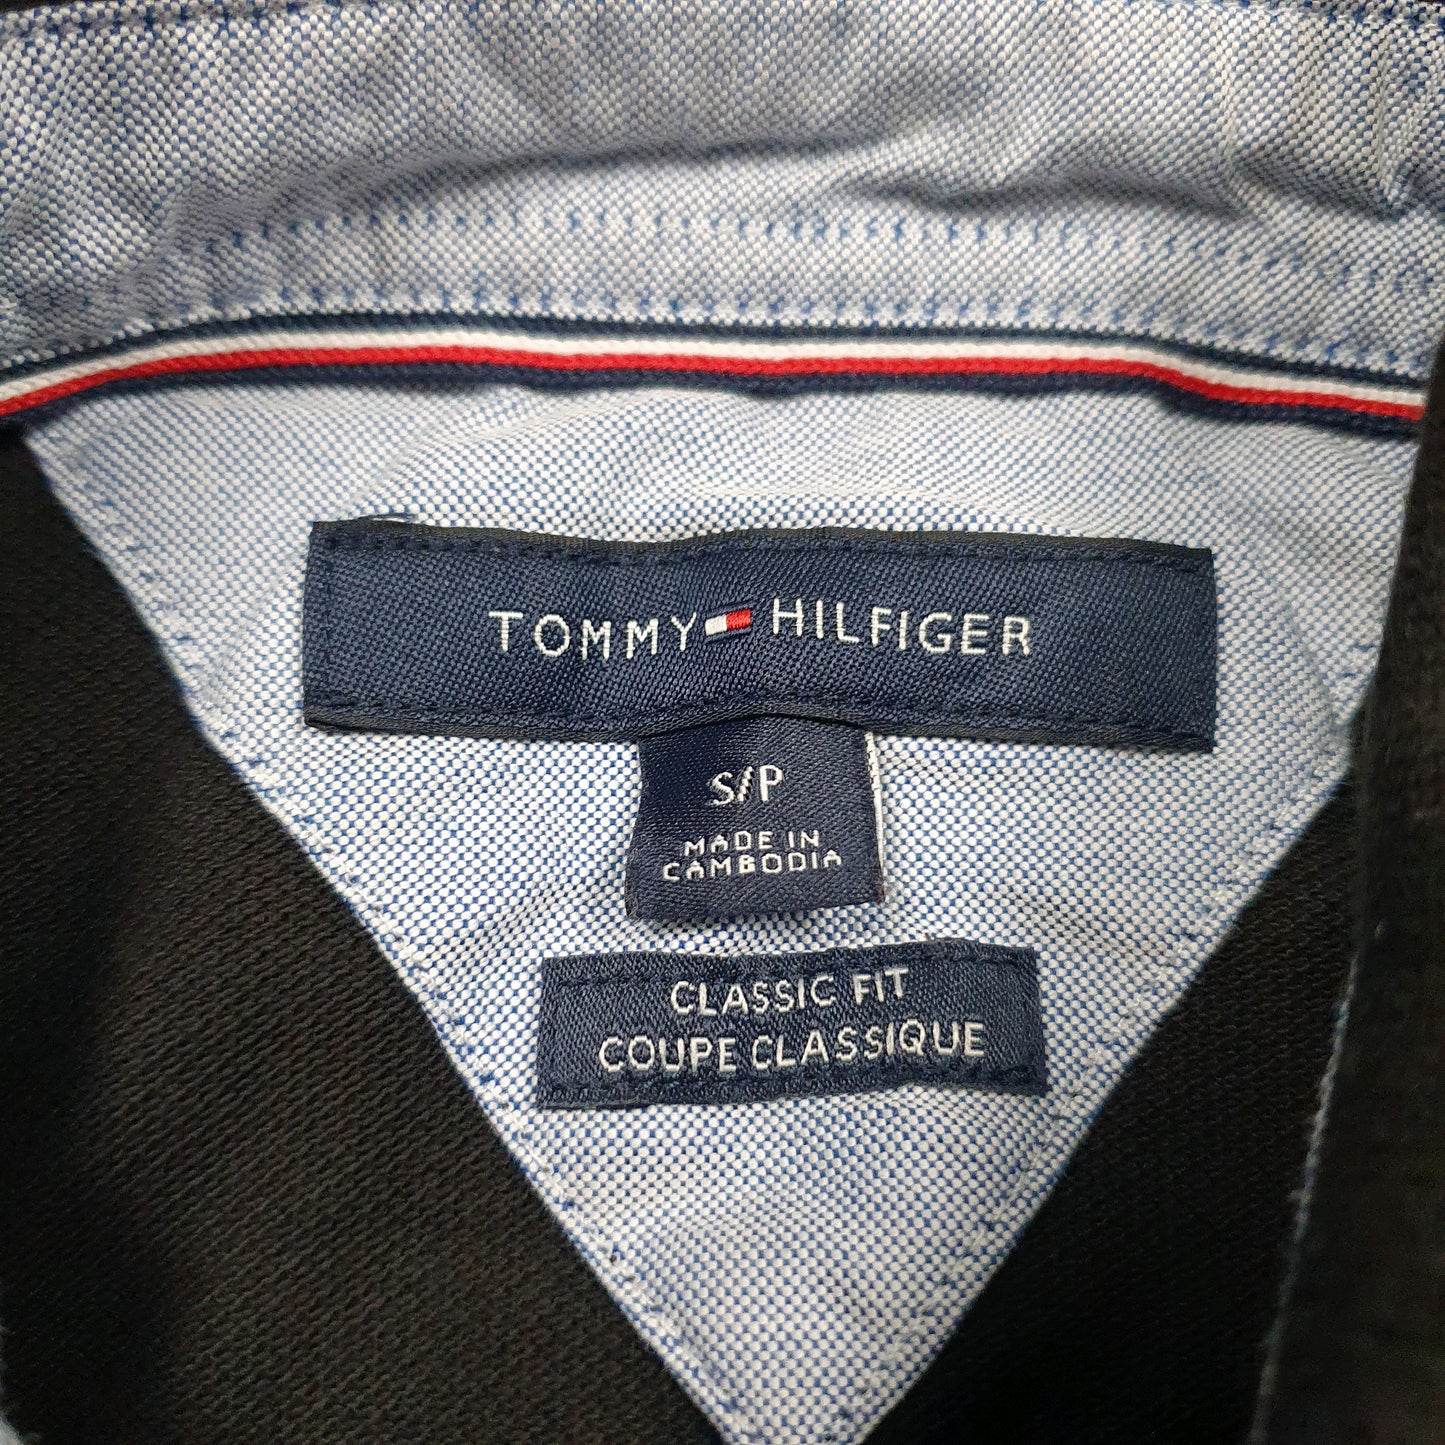 TOMMY HILFIGER
S/P
MADE IN
CAMBODIA
CLASSIC FIT
COUPE CLASSIQUE